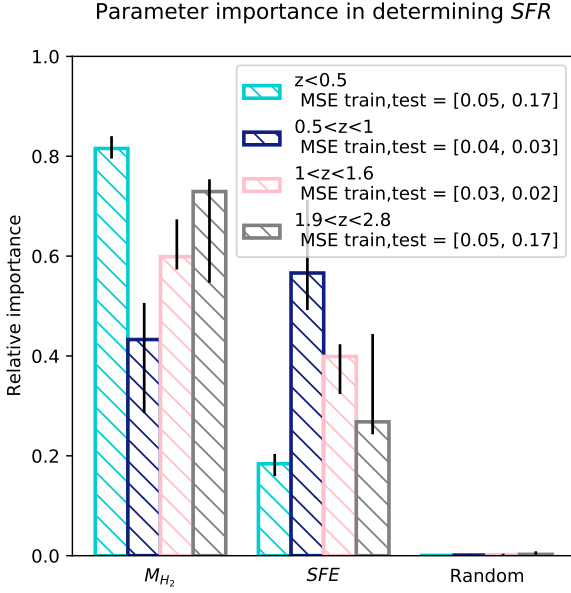 Parameter importance in determining SFR
Relative importance
1.0
0.8
0.6
0.4
0.2
0.0
z<0.5
MSE train,test = [0.05, 0.17]
0.5<z<1
MSE train,test = [0.04, 0.03]
1<z<1.6
MSE train,test = [0.03, 0.02]
1.9<z<2.8
MSE train,test = [0.05, 0.17]
M_{H_2} SFE Random